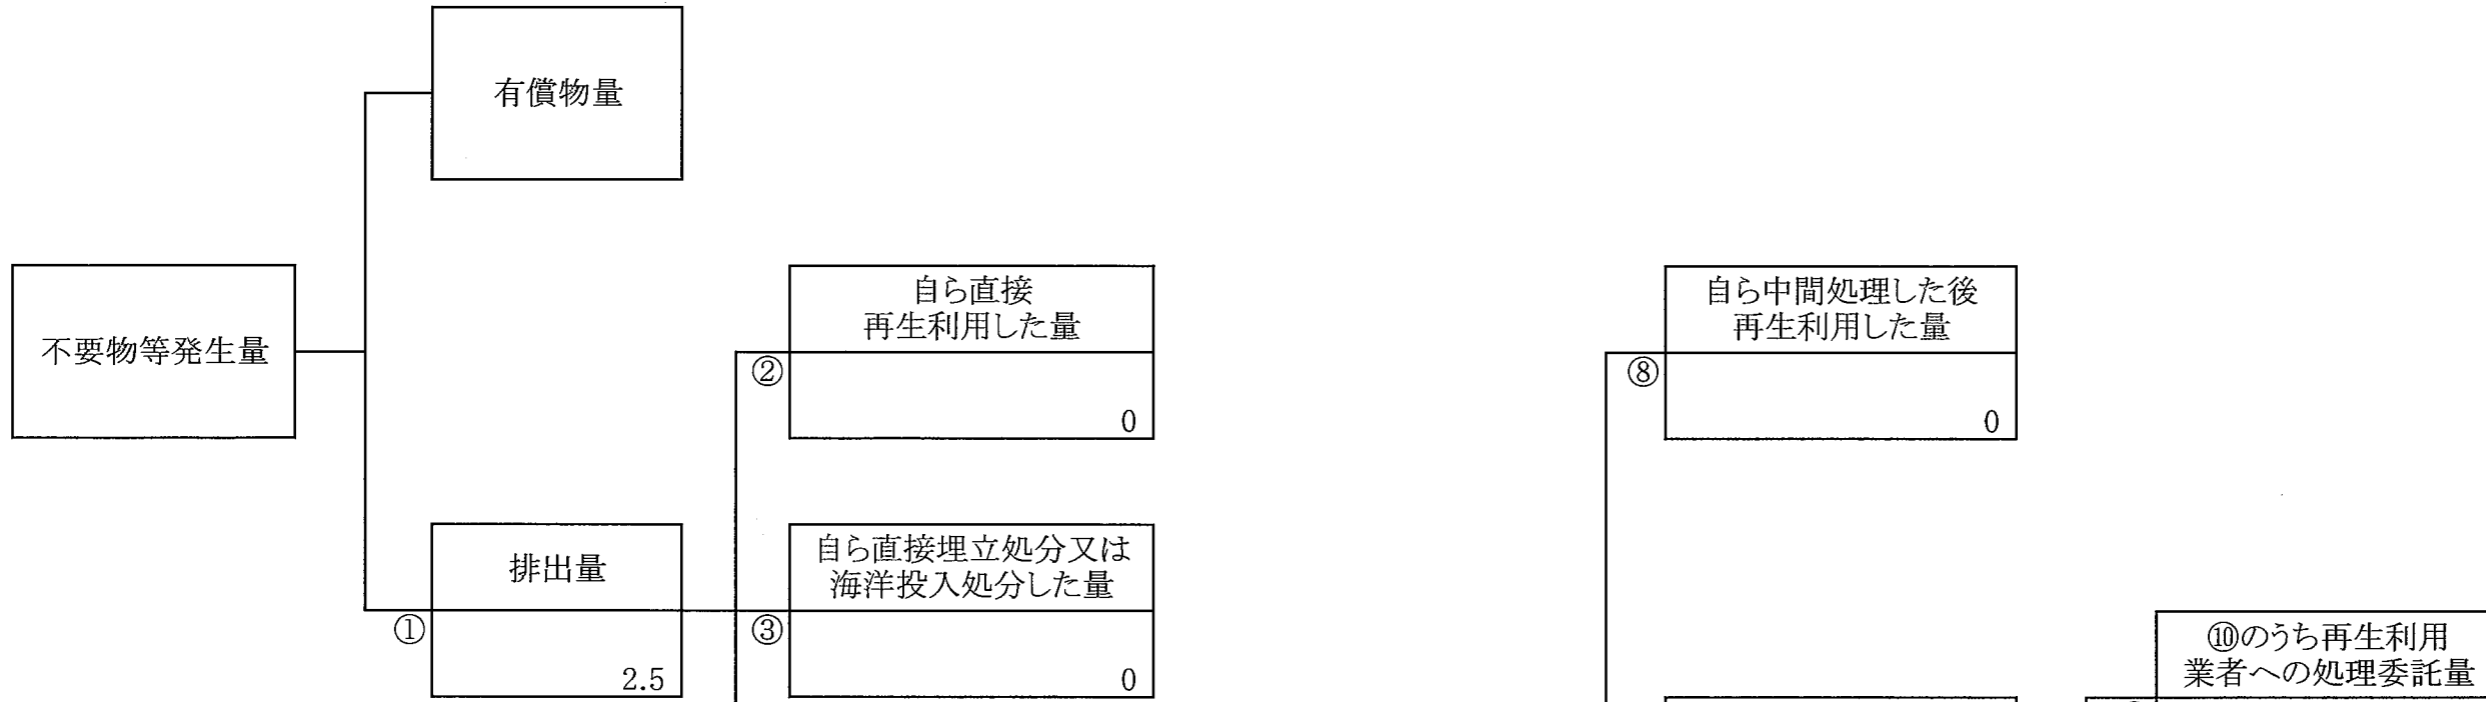 有償物量
不要物等発生量
自ら直接
再生利用した量
②
0
自ら中間処理した後
再生利用した量
⑧
0
排出量
①
2.5
自ら直接埋立処分又は
海洋投入処分した量
③
0
⑩のうち再生利用
業者への処理委託量